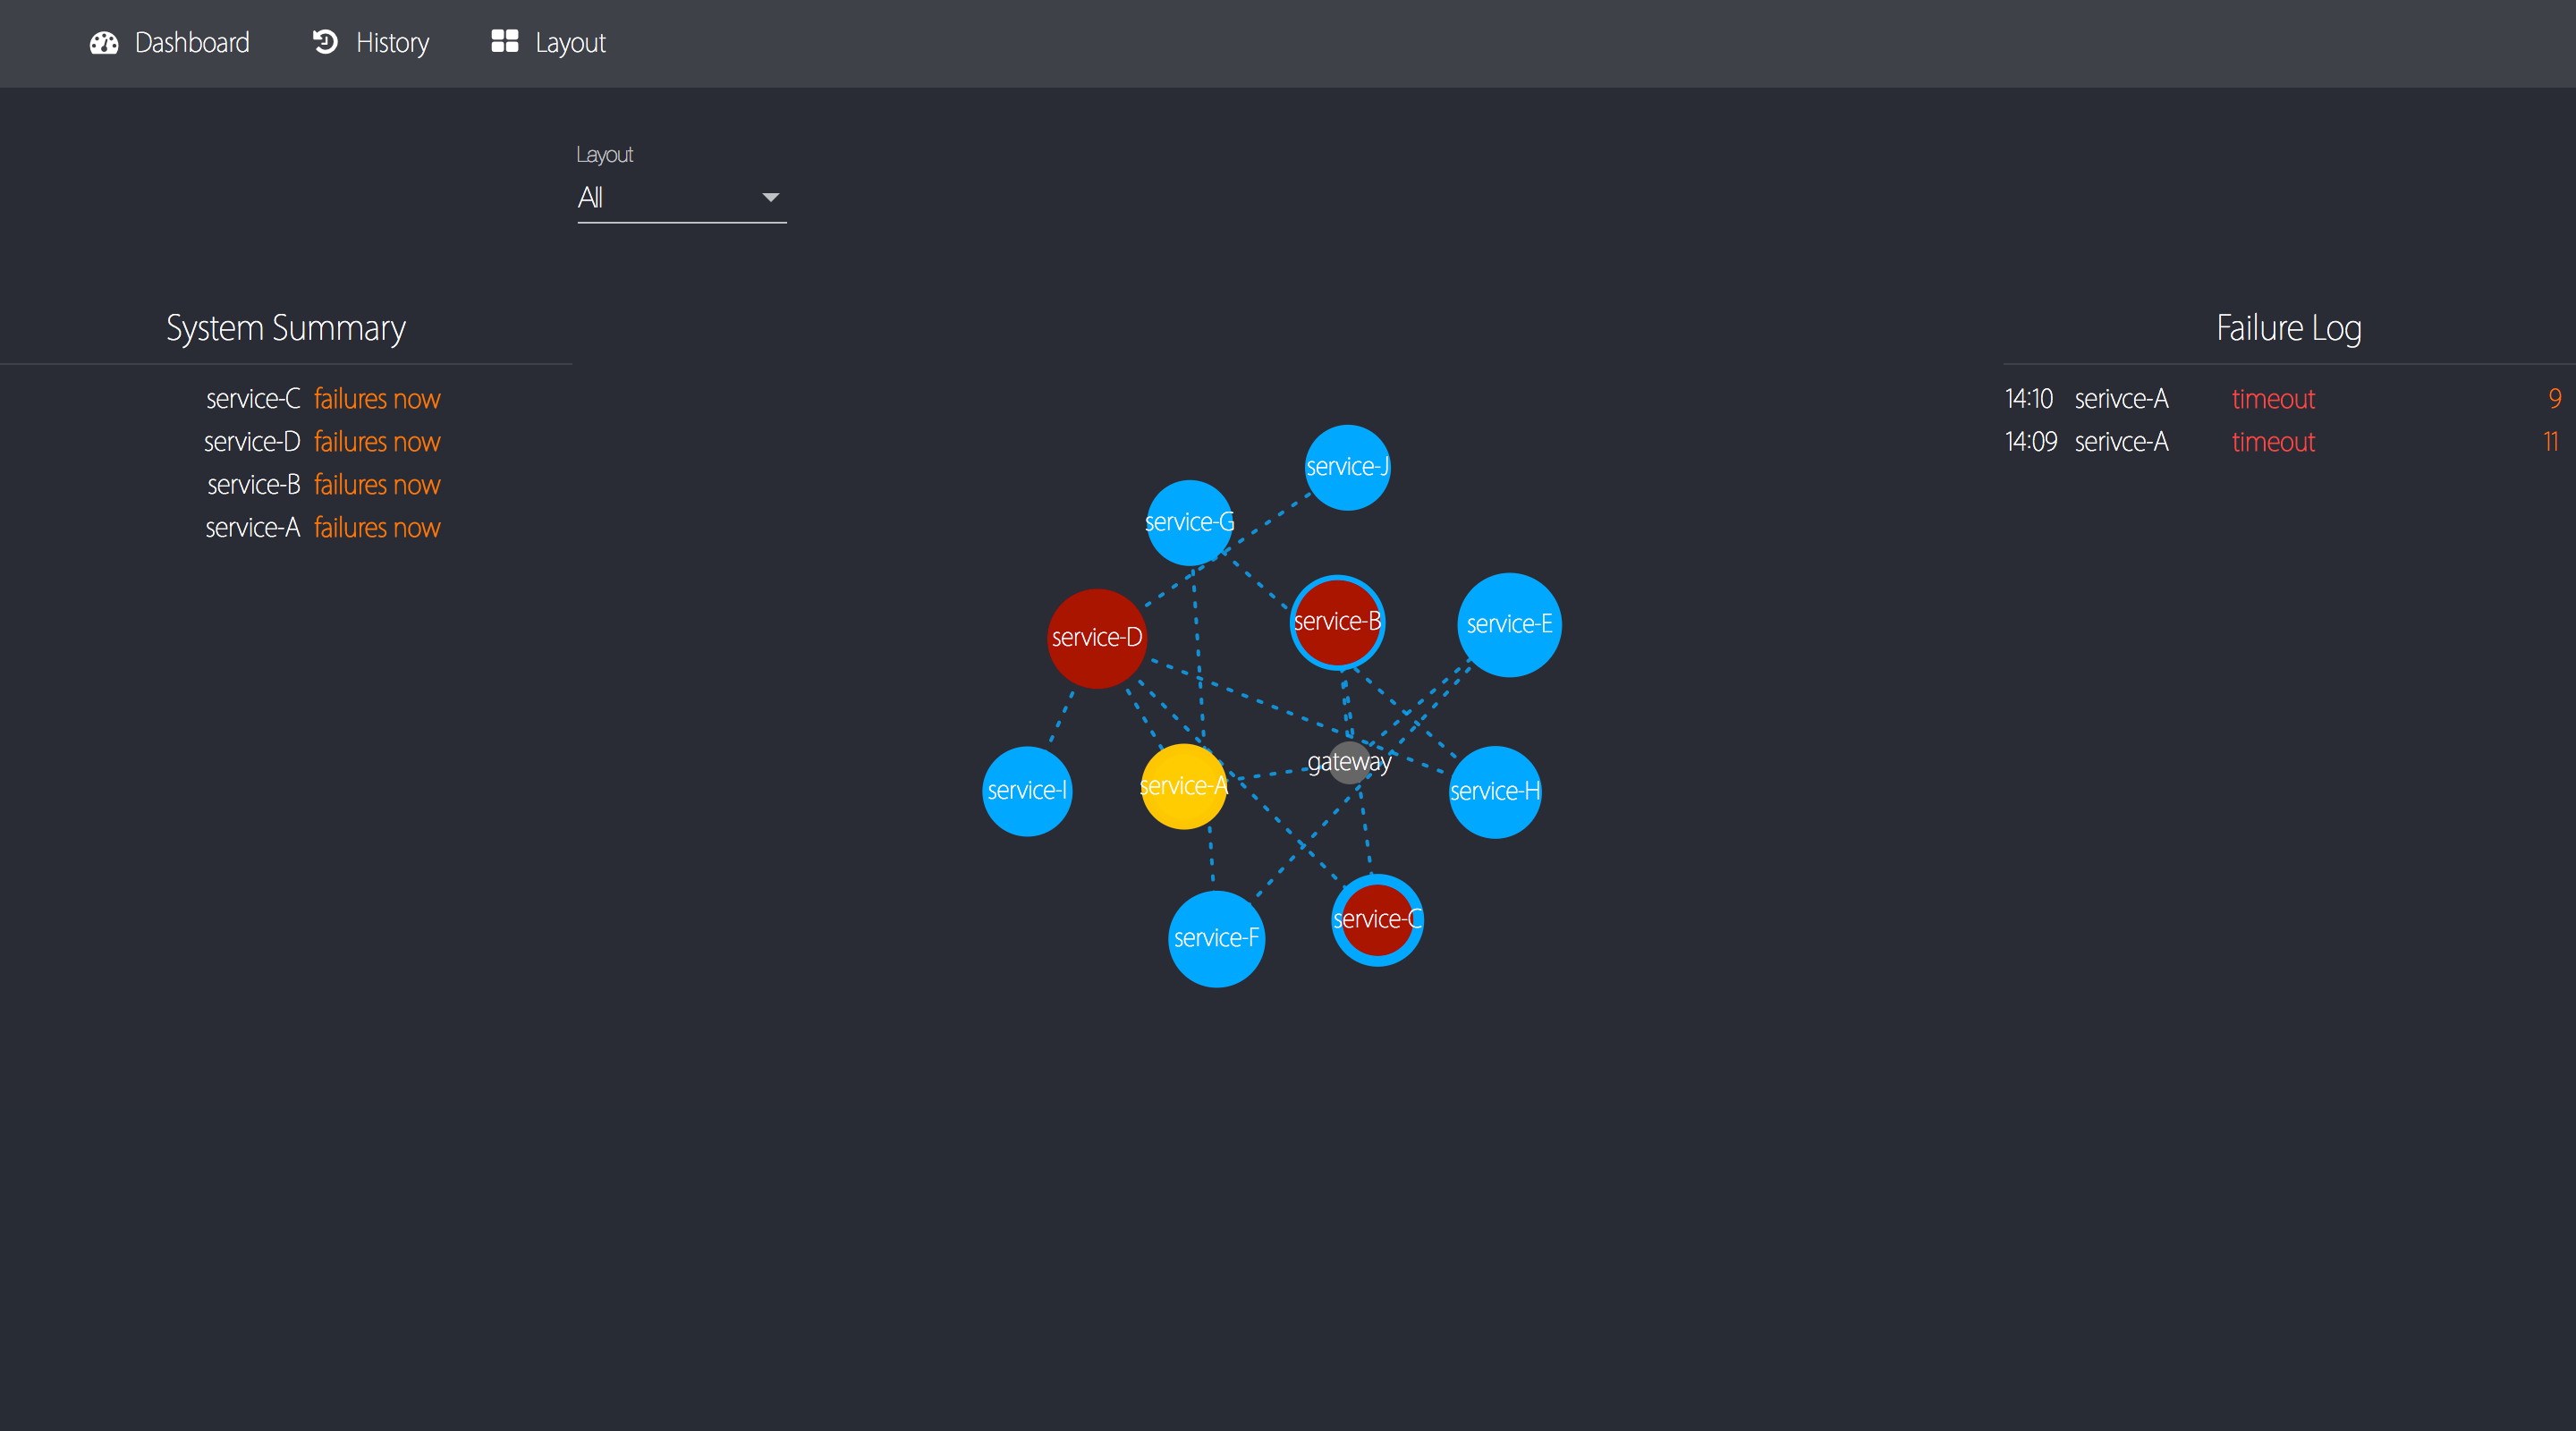 Dashboard History Layout
Layout
All
System Summary
service-C failures now
service-D failures now
service-B failures now
service-A failures now
service-J
service-G
service-B
service-E
service-D
gateway
service-I
service-A
service-H
service-C
service-F
Failure Log
14:10 serivce-A timeout 9
14:09 serivce-A timeout 11